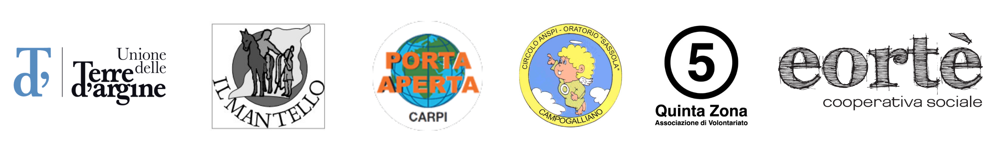 Td'
Unione
delle
Terre
d'argine
IL MANTELLO
PORTA
APERTA
CARPI
CIRCOLO ANSPI - ORATORIO "SASSOLA"
CAMPOGALLIANO
5
Quinta Zona
Associazione di Volontariato
eortè
cooperativa sociale